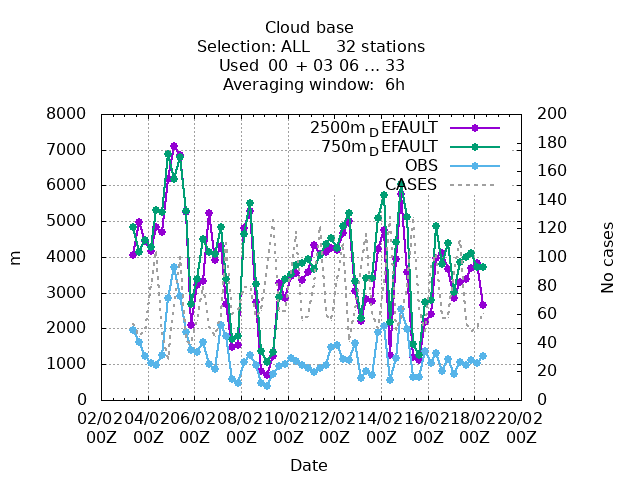 Cloud base
Selection: ALL 32 stations
Used 00 + 03 06 ... 33
Averaging window: 6h
8000
7000
6000
5000
4000
3000
2000
1000
0
m
200
180
160
140
120
100
80
60
40
20
0
No cases
2500m_DEFAULT
750m_DEFAULT
OBS
CASES
02/02 04/02 06/02 08/02 10/02 12/02 14/02 16/02 18/02 20/02
00Z 00Z 00Z 00Z 00Z 00Z 00Z 00Z 00Z 00Z
Date